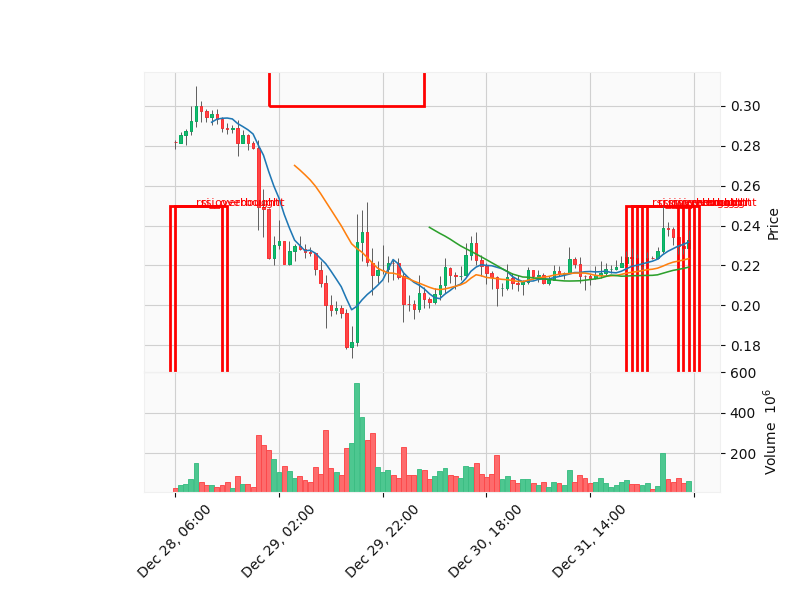 0.30
0.28
0.26
0.24
0.22
0.20
0.18
Price
rsi_overbought
600
400
200
Volume 10^6
Dec 28, 06:00
Dec 29, 02:00
Dec 29, 22:00
Dec 30, 18:00
Dec 31, 14:00